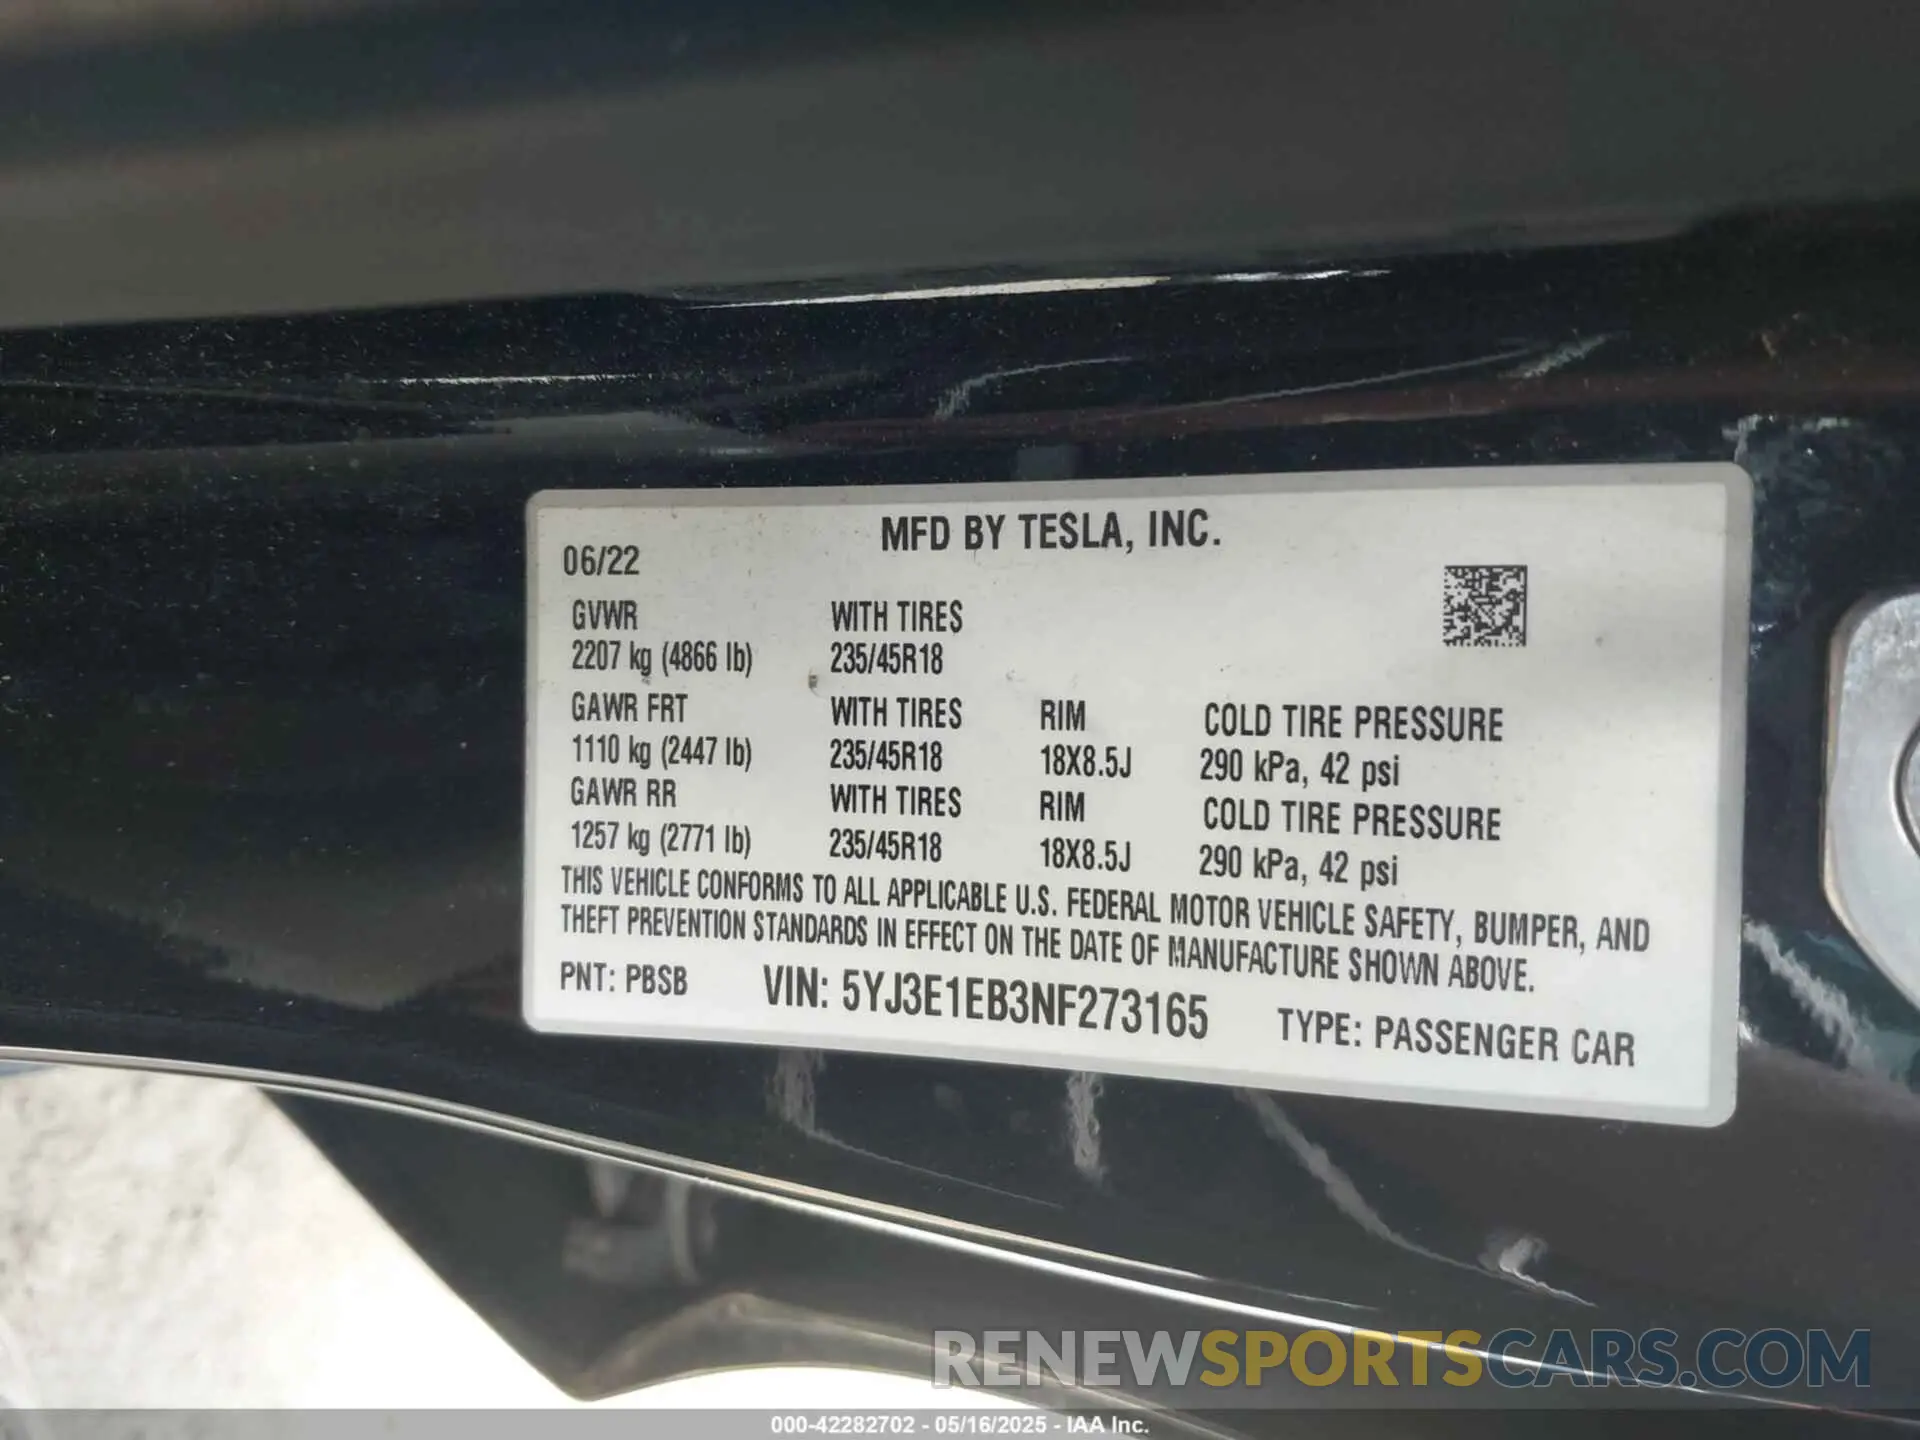 MFD BY TESLA, INC.
06/22
GVWR WITH TIRES
2207 kg (4866 lb) 235/45R18
GAWR FRT WITH TIRES RIM COLD TIRE PRESSURE
1110 kg (2447 lb) 235/45R18 18X8.5J 290 kPa, 42 psi
GAWR RR WITH TIRES RIM COLD TIRE PRESSURE
1257 kg (2771 lb) 235/45R18 18X8.5J 290 kPa, 42 psi
THIS VEHICLE CONFORMS TO ALL APPLICABLE U.S. FEDERAL MOTOR VEHICLE SAFETY, BUMPER, AND
THEFT PREVENTION STANDARDS IN EFFECT ON THE DATE OF MANUFACTURE SHOWN ABOVE.
PNT: PBSB VIN: 5YJ3E1EB3NF273165 TYPE: PASSENGER CAR
RENEWSPORTSCARS.COM
000-42282702 - 05/16/2025 - IAA Inc.